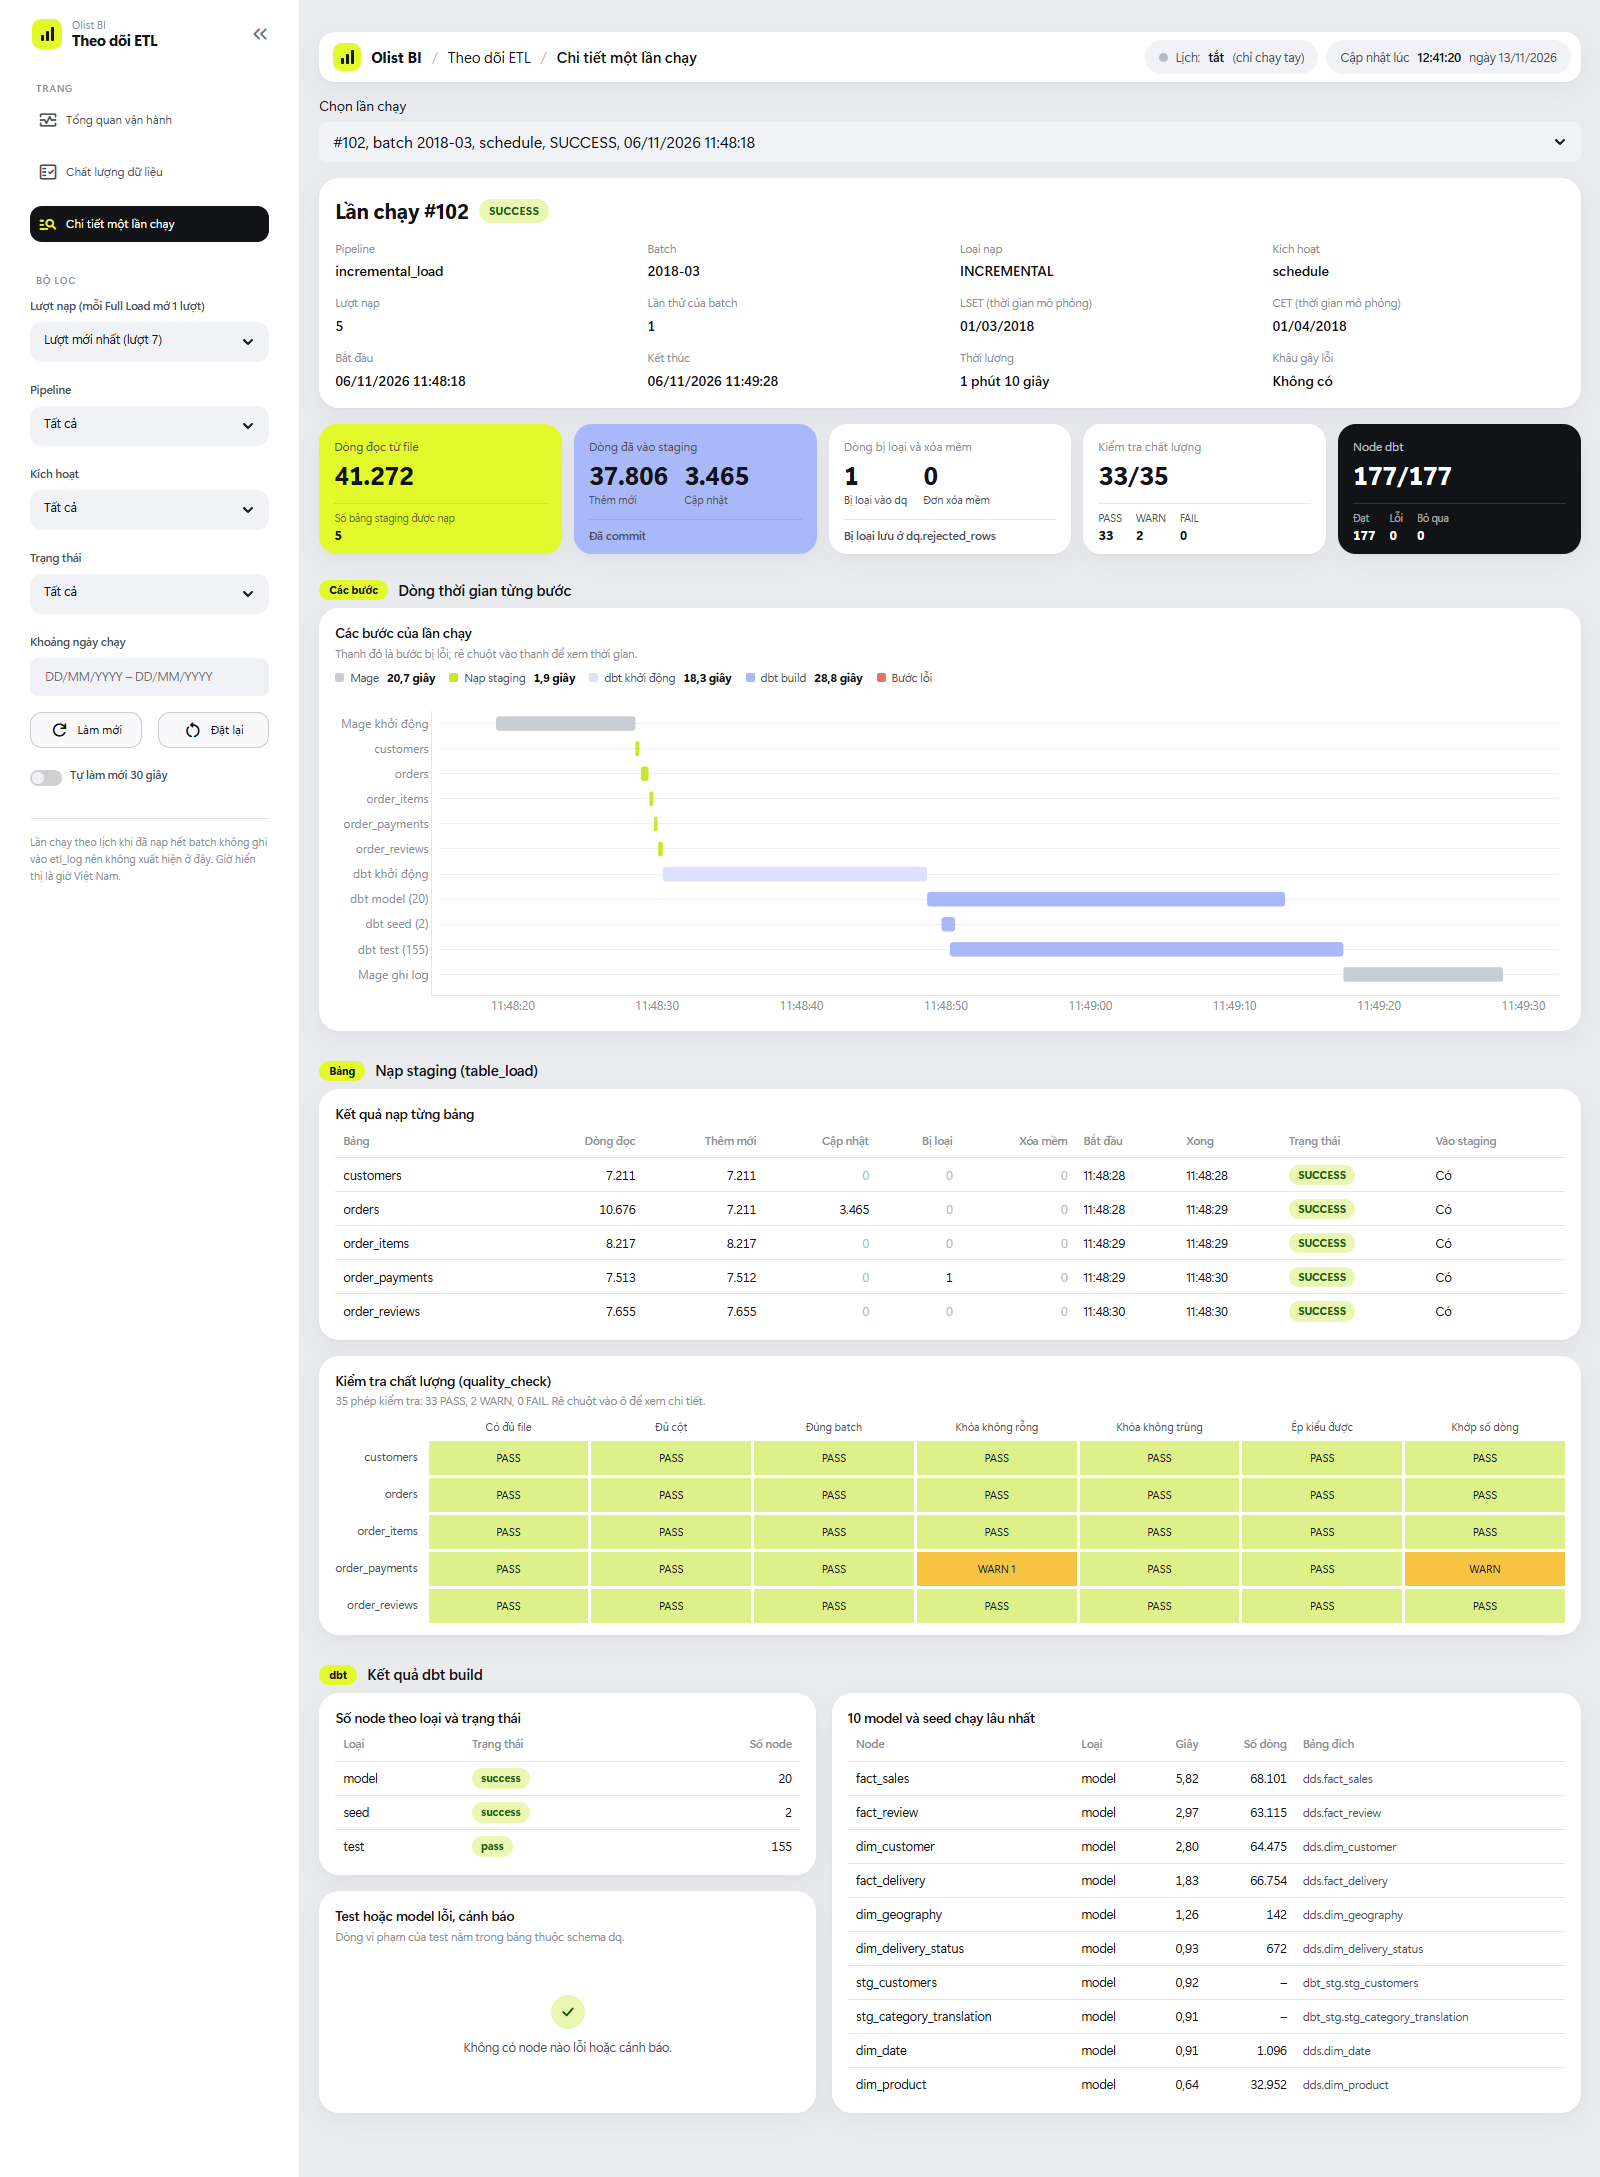 Olist BI
Theo dõi ETL
TRANG
Tổng quan vận hành
Chất lượng dữ liệu
Chi tiết một lần chạy
BỘ LỌC
Lượt nạp (mỗi Full Load mở 1 lượt)
Lượt mới nhất (lượt 7)
Pipeline
Tất cả
Kích hoạt
Tất cả
Trạng thái
Tất cả
Khoảng ngày chạy
DD/MM/YYYY – DD/MM/YYYY
Làm mới
Đặt lại
Tự làm mới 30 giây
Lần chạy theo lịch khi đã nạp hết batch không ghi
vào etl_log nên không xuất hiện ở đây. Giờ hiển
thị là giờ Việt Nam.
Olist BI / Theo dõi ETL / Chi tiết một lần chạy
Lịch: tắt (chỉ chạy tay)
Cập nhật lúc 12:41:20 ngày 13/11/2026
Chọn lần chạy
#102, batch 2018-03, schedule, SUCCESS, 06/11/2026 11:48:18
Lần chạy #102 SUCCESS
Pipeline Batch Loại nạp Kích hoạt
incremental_load 2018-03 INCREMENTAL schedule
Lượt nạp Lần thử của batch LSET (thời gian mô phỏng) CET (thời gian mô phỏng)
5 1 01/03/2018 01/04/2018
Bắt đầu Kết thúc Thời lượng Khâu gây lỗi
06/11/2026 11:48:18 06/11/2026 11:49:28 1 phút 10 giây Không có
Dòng đọc từ file
41.272
Số bảng staging được nạp
5
Dòng đã vào staging
37.806 3.465
Thêm mới Cập nhật
Đã commit
Dòng bị loại và xóa mềm
1 0
Bị loại vào dq Đơn xóa mềm
Bị loại lưu ở dq.rejected_rows
Kiểm tra chất lượng
33/35
PASS WARN FAIL
33 2 0
Node dbt
177/177
Đạt Lỗi Bỏ qua
177 0 0
Các bước Dòng thời gian từng bước
Các bước của lần chạy
Thanh đỏ là bước bị lỗi; rê chuột vào thanh để xem thời gian.
Mage 20,7 giây Nạp staging 1,9 giây dbt khởi động 18,3 giây dbt build 28,8 giây Bước lỗi
Mage khởi động
customers
orders
order_items
order_payments
order_reviews
dbt khởi động
dbt model (20)
dbt seed (2)
dbt test (155)
Mage ghi log
11:48:20 11:48:30 11:48:40 11:48:50 11:49:00 11:49:10 11:49:20 11:49:30
Bảng Nạp staging (table_load)
Kết quả nạp từng bảng
Bảng Dòng đọc Thêm mới Cập nhật Bị loại Xóa mềm Bắt đầu Xong Trạng thái Vào staging
customers 7.211 7.211 0 0 0 11:48:28 11:48:28 SUCCESS Có
orders 10.676 7.211 3.465 0 0 11:48:28 11:48:29 SUCCESS Có
order_items 8.217 8.217 0 0 0 11:48:29 11:48:29 SUCCESS Có
order_payments 7.513 7.512 0 1 0 11:48:29 11:48:30 SUCCESS Có
order_reviews 7.655 7.655 0 0 0 11:48:30 11:48:30 SUCCESS Có
Kiểm tra chất lượng (quality_check)
35 phép kiểm tra: 33 PASS, 2 WARN, 0 FAIL. Rê chuột vào ô để xem chi tiết.
Có đủ file Đủ cột Đúng batch Khóa không rỗng Khóa không trùng Ép kiểu được Khớp số dòng
customers PASS PASS PASS PASS PASS PASS PASS
orders PASS PASS PASS PASS PASS PASS PASS
order_items PASS PASS PASS PASS PASS PASS PASS
order_payments PASS PASS PASS WARN 1 PASS PASS WARN
order_reviews PASS PASS PASS PASS PASS PASS PASS
dbt Kết quả dbt build
Số node theo loại và trạng thái
Loại Trạng thái Số node
model success 20
seed success 2
test pass 155
Test hoặc model lỗi, cảnh báo
Dòng vi phạm của test nằm trong bảng thuộc schema dq.
Không có node nào lỗi hoặc cảnh báo.
10 model và seed chạy lâu nhất
Node Loại Giây Số dòng Bảng đích
fact_sales model 5,82 68.101 dds.fact_sales
fact_review model 2,97 63.115 dds.fact_review
dim_customer model 2,80 64.475 dds.dim_customer
fact_delivery model 1,83 66.754 dds.fact_delivery
dim_geography model 1,26 142 dds.dim_geography
dim_delivery_status model 0,93 672 dds.dim_delivery_status
stg_customers model 0,92 – dbt_stg.stg_customers
stg_category_translation model 0,91 – dbt_stg.stg_category_translation
dim_date model 0,91 1.096 dds.dim_date
dim_product model 0,64 32.952 dds.dim_product